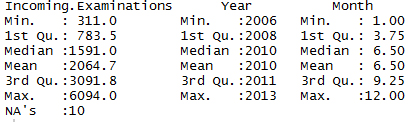 Incoming.Examinations Year Month
Min. : 311.0 Min. :2006 Min. : 1.00
1st Qu.: 783.5 1st Qu.:2008 1st Qu.: 3.75
Median :1591.0 Median :2010 Median : 6.50
Mean :2064.7 Mean :2010 Mean : 6.50
3rd Qu.:3091.8 3rd Qu.:2011 3rd Qu.: 9.25
Max. :6094.0 Max. :2013 Max. :12.00
NA's :10